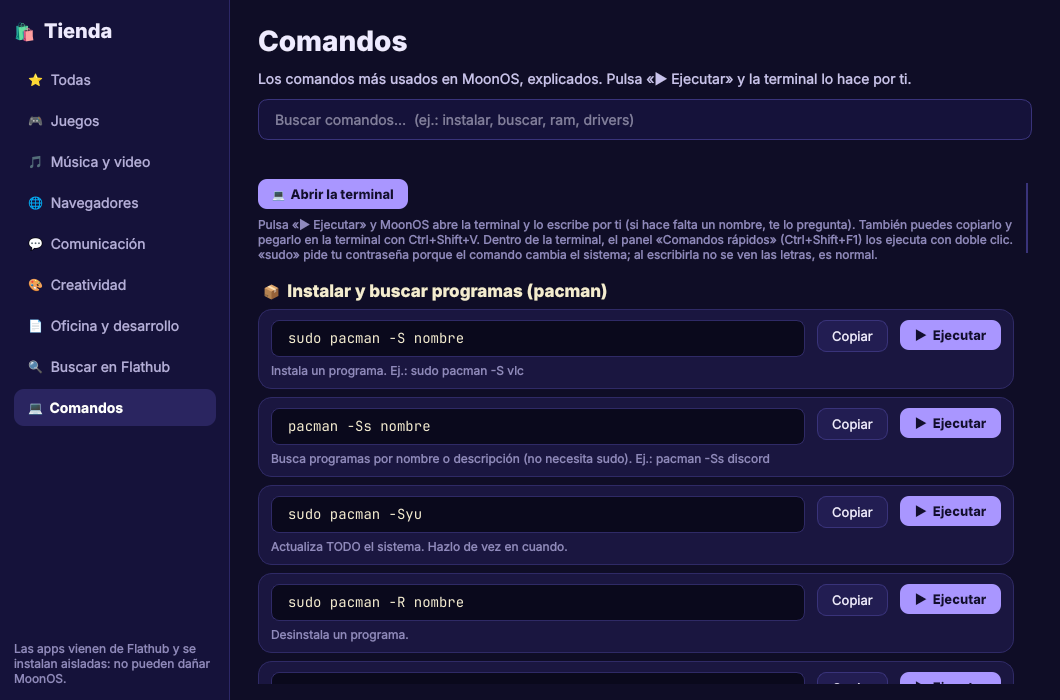 🛍️ Tienda
⭐ Todas
🎮 Juegos
🎵 Música y video
🌐 Navegadores
💬 Comunicación
🎨 Creatividad
📄 Oficina y desarrollo
🔍 Buscar en Flathub
💻 Comandos
Las apps vienen de Flathub y se
instalan aisladas: no pueden dañar
MoonOS.
Comandos
Los comandos más usados en MoonOS, explicados. Pulsa «▶ Ejecutar» y la terminal lo hace por ti.
Buscar comandos... (ej.: instalar, buscar, ram, drivers)
💻 Abrir la terminal
Pulsa «▶ Ejecutar» y MoonOS abre la terminal y lo escribe por ti (si hace falta un nombre, te lo pregunta). También puedes copiarlo y
pegarlo en la terminal con Ctrl+Shift+V. Dentro de la terminal, el panel «Comandos rápidos» (Ctrl+Shift+F1) los ejecuta con doble clic.
«sudo» pide tu contraseña porque el comando cambia el sistema; al escribirla no se ven las letras, es normal.
📦 Instalar y buscar programas (pacman)
sudo pacman -S nombre
Copiar
▶ Ejecutar
Instala un programa. Ej.: sudo pacman -S vlc
pacman -Ss nombre
Copiar
▶ Ejecutar
Busca programas por nombre o descripción (no necesita sudo). Ej.: pacman -Ss discord
sudo pacman -Syu
Copiar
▶ Ejecutar
Actualiza TODO el sistema. Hazlo de vez en cuando.
sudo pacman -R nombre
Copiar
▶ Ejecutar
Desinstala un programa.